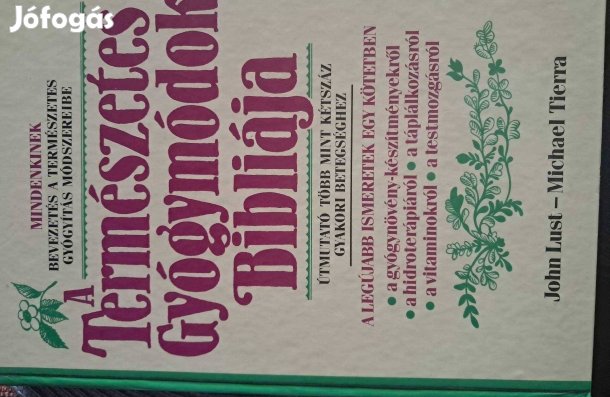 Jófogás
MINDENKINEK
BEVEZETÉS A TERMÉSZETES
GYÓGYÍTÁS MÓDSZEREIBE
A
Természetes
Gyógymódok
Bibliája
ÚTMUTATÓ TÖBB MINT KÉTSZÁZ
GYAKORI BETEGSÉGHEZ
A LEGÚJABB ISMERETEK EGY KÖTETBEN
• a gyógynövény-készítményekről
• a hidroterápiáról • a táplálkozásról
• a vitaminokról • a testmozgásról
John Lust – Michael Tierra